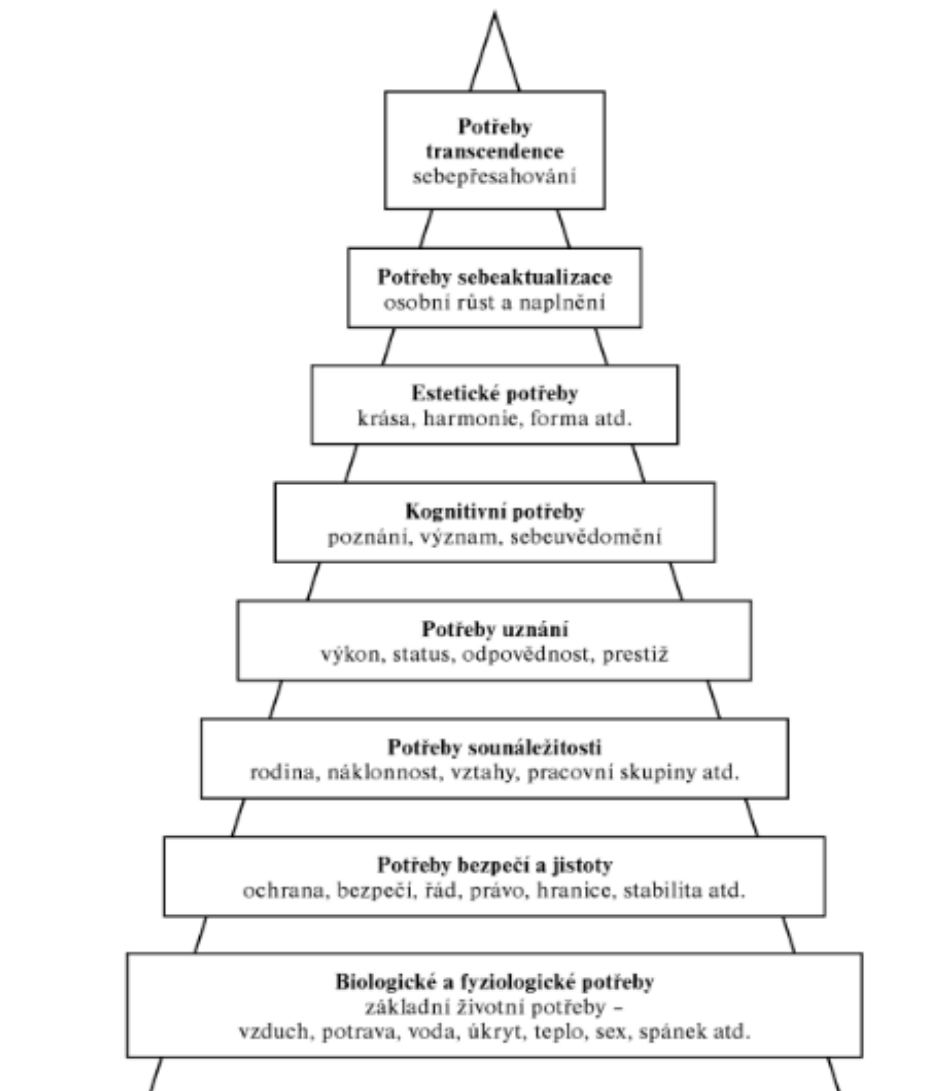 Potřeby
transcendence
sebepřesahování
Potřeby sebeaktualizace
osobní růst a naplnění
Estetické potřeby
krása, harmonie, forma atd.
Kognitivní potřeby
poznání, význam, sebeuvědomění
Potřeby uznání
výkon, status, odpovědnost, prestiž
Potřeby sounáležitosti
rodina, náklonnost, vztahy, pracovní skupiny atd.
Potřeby bezpečí a jistoty
ochrana, bezpečí, řád, právo, hranice, stabilita atd.
Biologické a fyziologické potřeby
základní životní potřeby –
vzduch, potrava, voda, úkryt, teplo, sex, spánek atd.